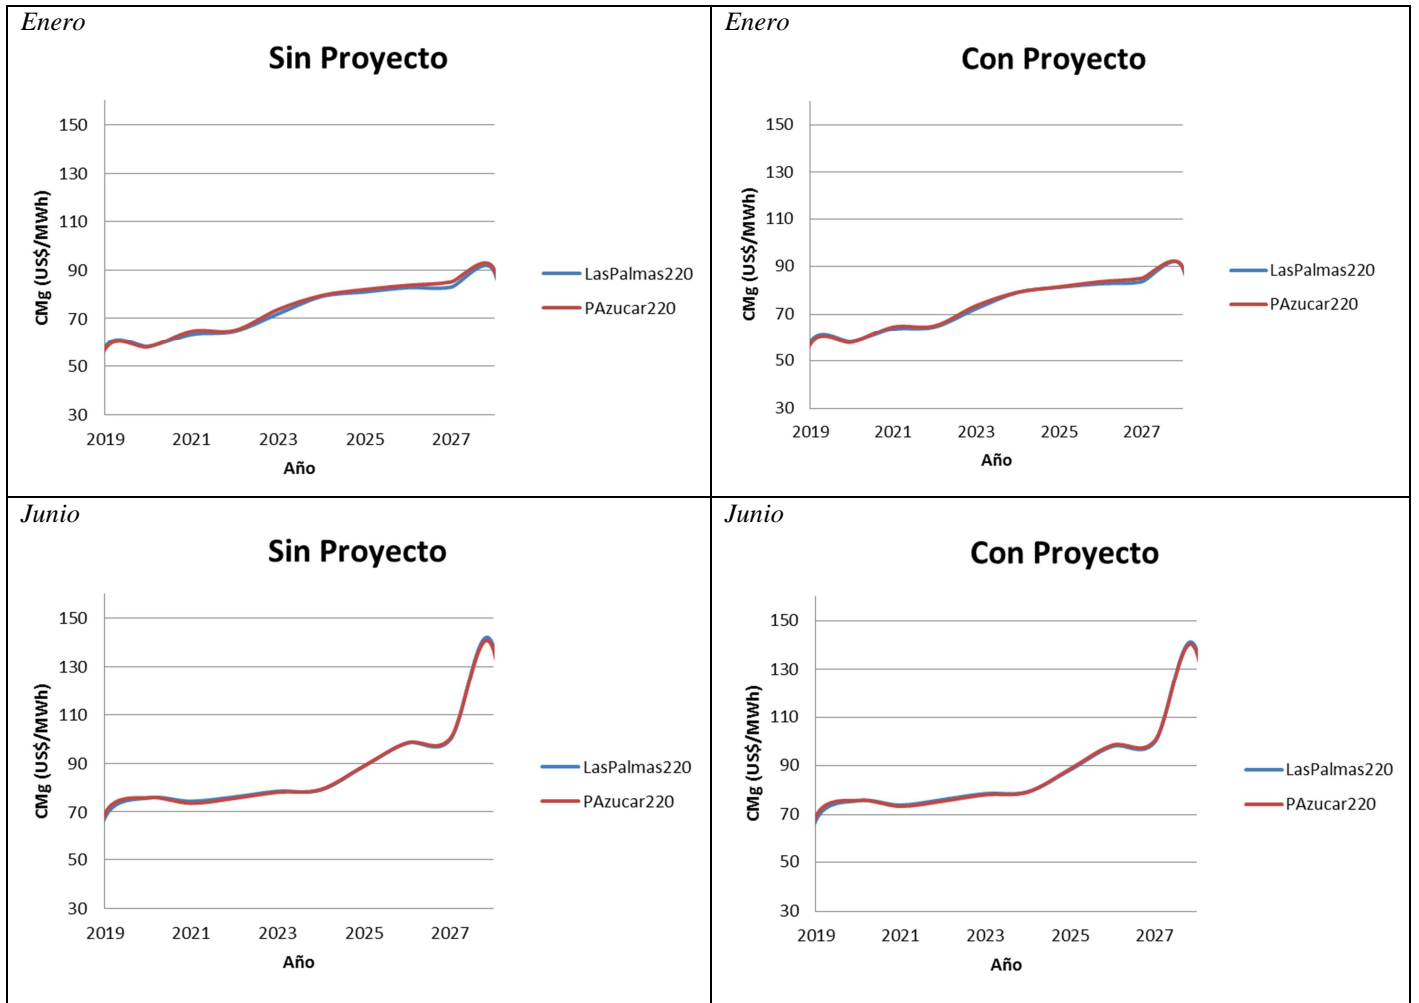 Enero
Sin Proyecto
150
130
110
90
70
50
30
CMg (US$/MWh)
2019 2021 2023 2025 2027
Año
LasPalmas220
PAzucar220
Enero
Con Proyecto
150
130
110
90
70
50
30
CMg (US$/MWh)
2019 2021 2023 2025 2027
Año
LasPalmas220
PAzucar220
Junio
Sin Proyecto
150
130
110
90
70
50
30
CMg (US$/MWh)
2019 2021 2023 2025 2027
Año
LasPalmas220
PAzucar220
Junio
Con Proyecto
150
130
110
90
70
50
30
CMg (US$/MWh)
2019 2021 2023 2025 2027
Año
LasPalmas220
PAzucar220